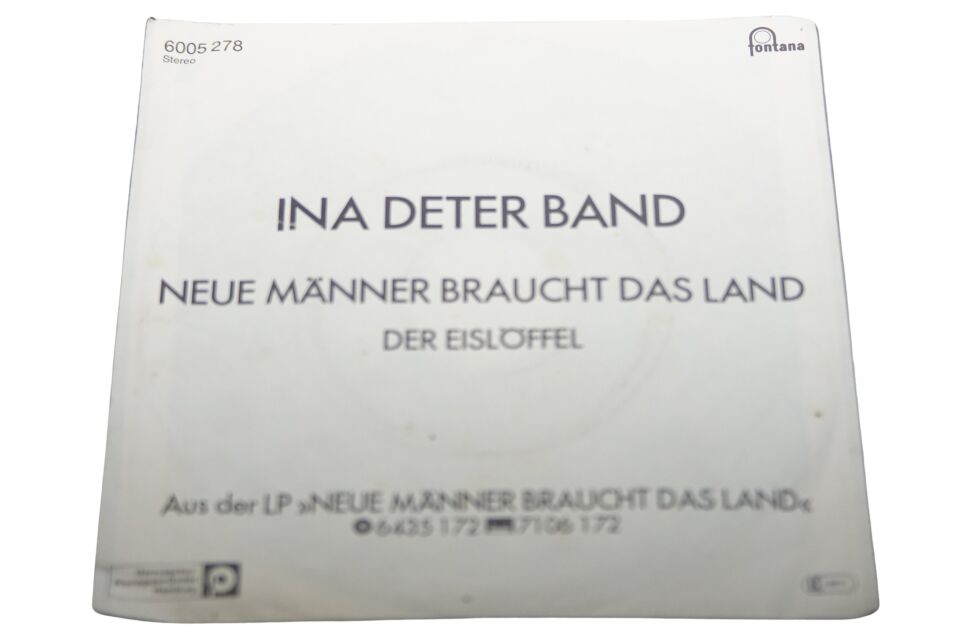 6005 278
fontana
Stereo
INA DETER BAND
NEUE MÄNNER BRAUCHT DAS LAND
DER EISLÖFFEL
Aus der LP »NEUE MÄNNER BRAUCHT DAS LAND«
6435 172 7106 172